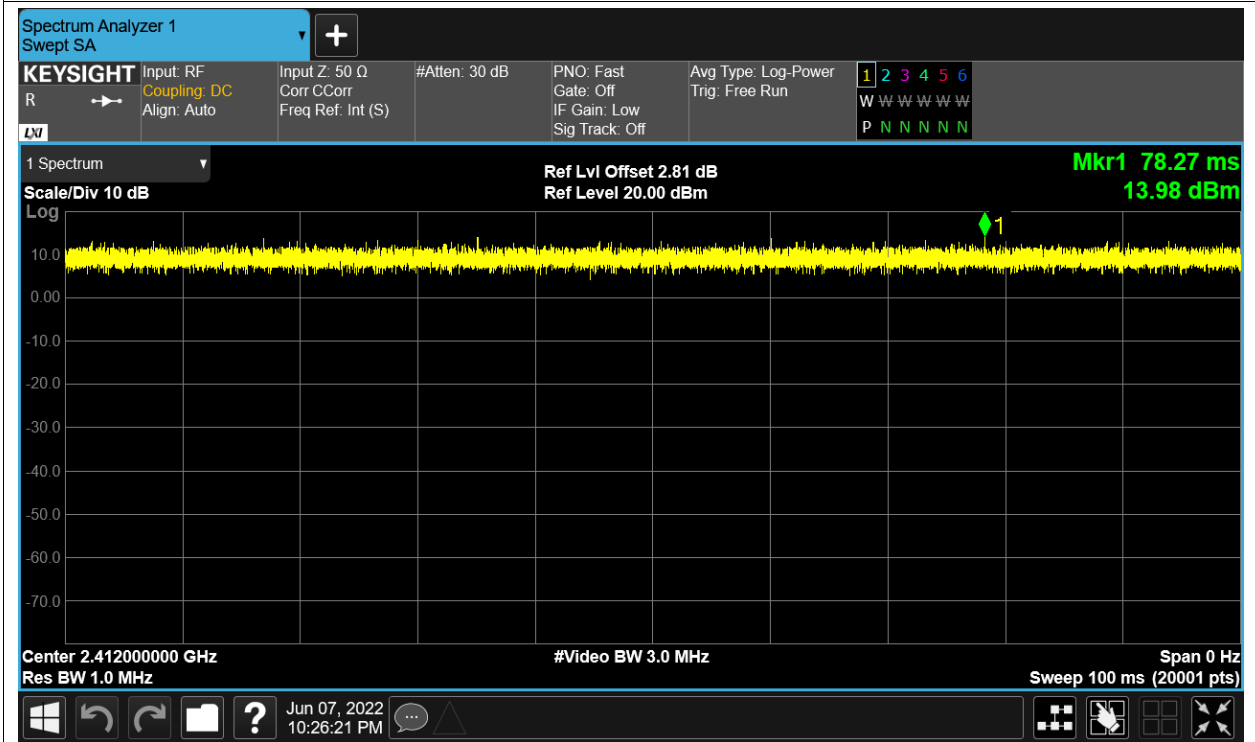 Spectrum Analyzer 1
Swept SA
KEYSIGHT
R
LXI
Input: RF
Coupling: DC
Align: Auto
Input Z: 50 Ω
Corr CCorr
Freq Ref: Int (S)
#Atten: 30 dB
PNO: Fast
Gate: Off
IF Gain: Low
Sig Track: Off
Avg Type: Log-Power
Trig: Free Run
1 2 3 4 5 6
W W W W W W
P N N N N N
1 Spectrum
Scale/Div 10 dB
Ref Lvl Offset 2.81 dB
Ref Level 20.00 dBm
Mkr1 78.27 ms
13.98 dBm
Log
1
10.0
0.00
-10.0
-20.0
-30.0
-40.0
-50.0
-60.0
-70.0
Center 2.412000000 GHz
#Video BW 3.0 MHz
Span 0 Hz
Res BW 1.0 MHz
Sweep 100 ms (20001 pts)
?
Jun 07, 2022
10:26:21 PM